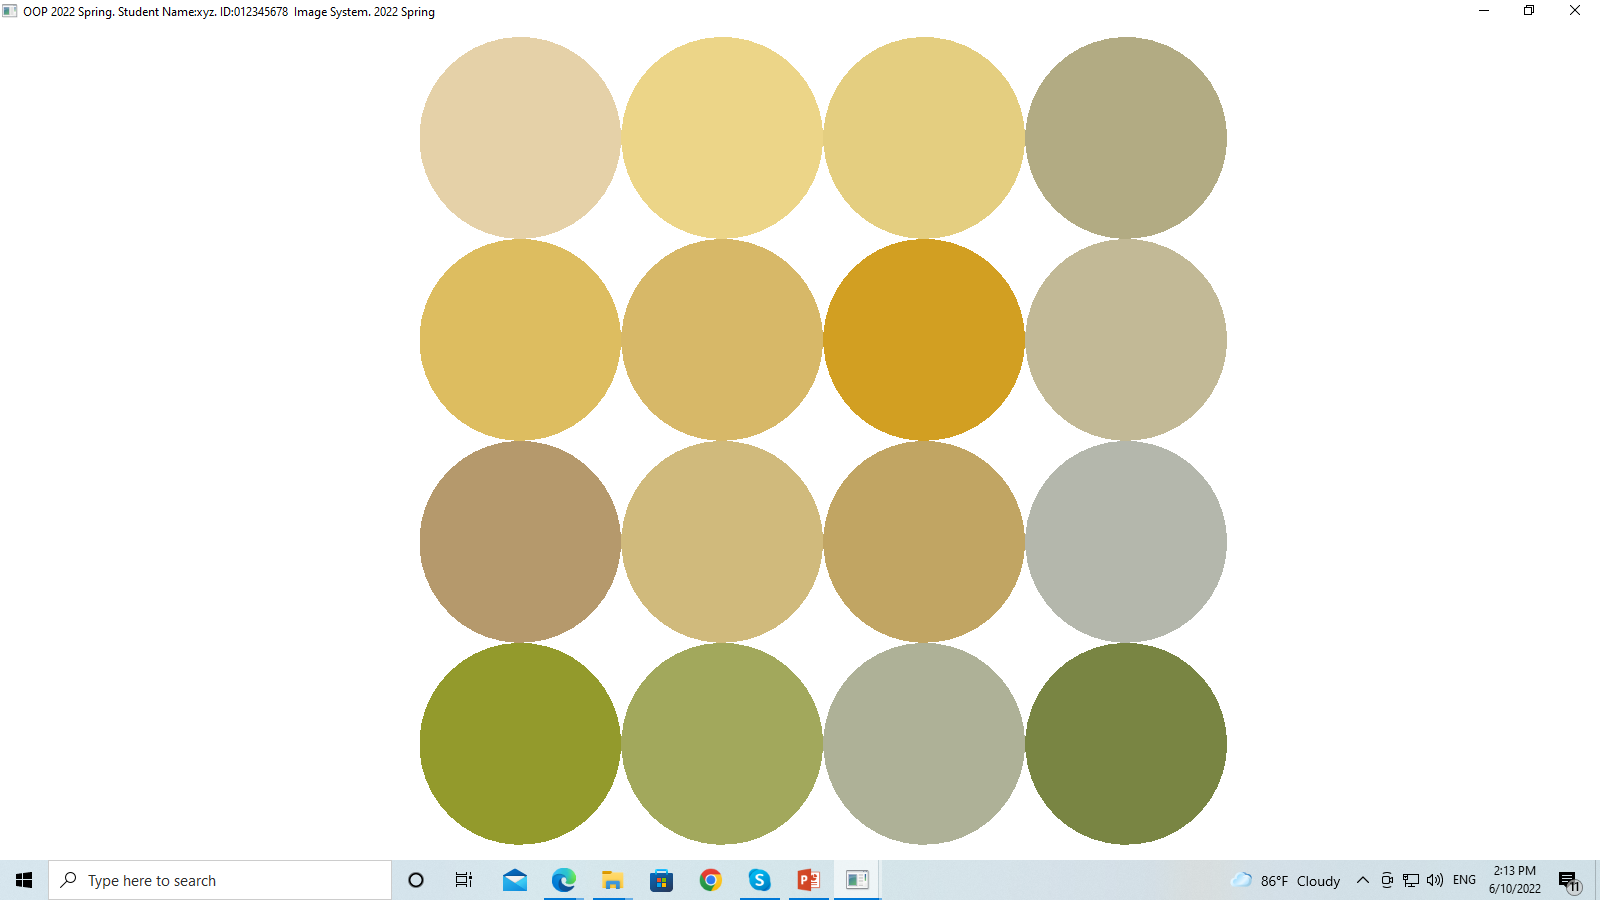 OOP 2022 Spring. Student Name:xyz. ID:012345678  Image System. 2022 Spring
Type here to search
86°F Cloudy
ENG
2:13 PM
6/10/2022
11